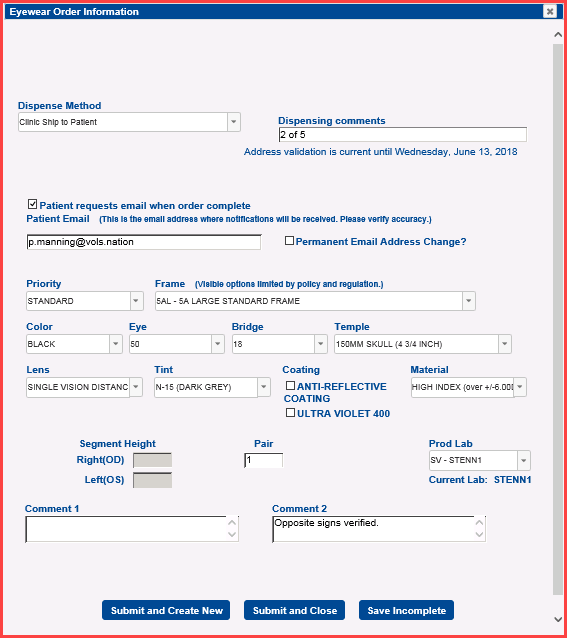 Eyewear Order Information
Dispense Method
Clinic Ship to Patient
Dispensing comments
2 of 5
Address validation is current until Wednesday, June 13, 2018
Patient requests email when order complete
Patient Email (This is the email address where notifications will be received. Please verify accuracy.)
p.manning@vols.nation
Permanent Email Address Change?
Priority Frame (Visible options limited by policy and regulation.)
STANDARD 5AL - 5A LARGE STANDARD FRAME
Color Eye Bridge Temple
BLACK 50 18 150MM SKULL (4 3/4 INCH)
Lens Tint Coating Material
SINGLE VISION DISTANC N-15 (DARK GREY) ANTI-REFLECTIVE HIGH INDEX (over +/-6.00
COATING
ULTRA VIOLET 400
Segment Height Pair Prod Lab
Right(OD) 1 SV - STENN1
Left(OS) Current Lab: STENN1
Comment 1 Comment 2
Opposite signs verified.
Submit and Create New Submit and Close Save Incomplete